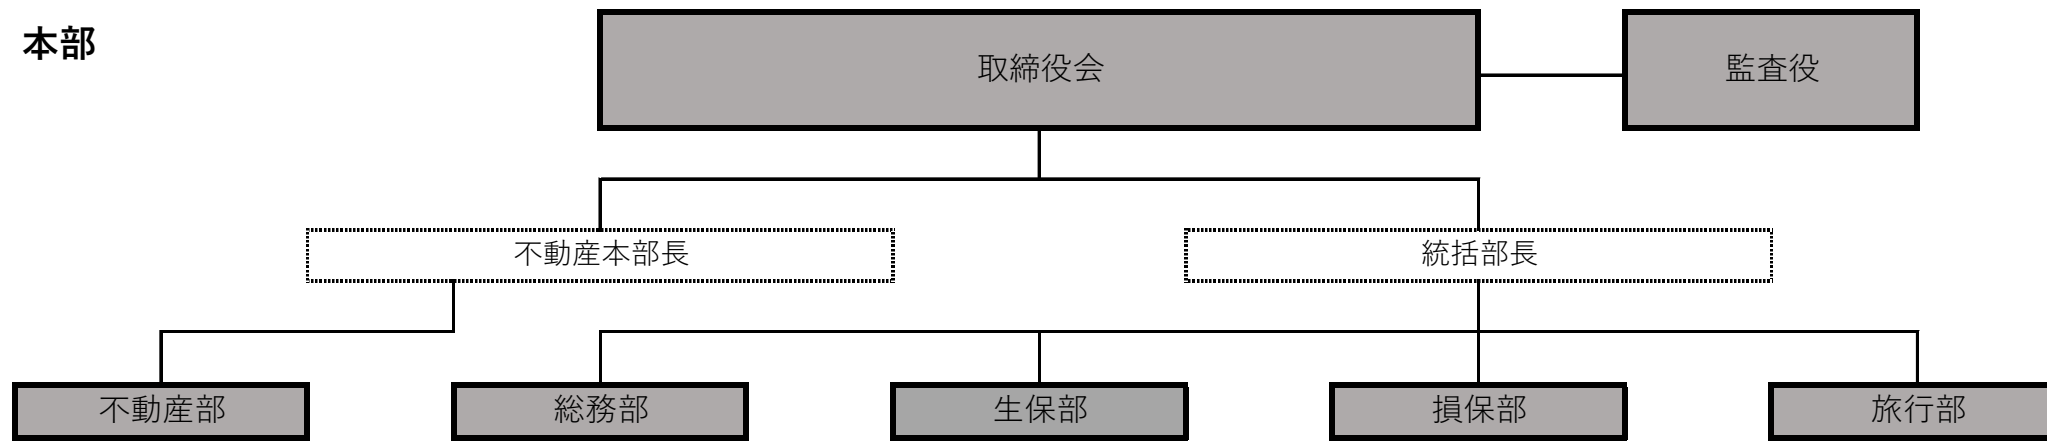 本部
取締役会
監査役
不動産本部長
統括部長
不動産部
総務部
生保部
損保部
旅行部